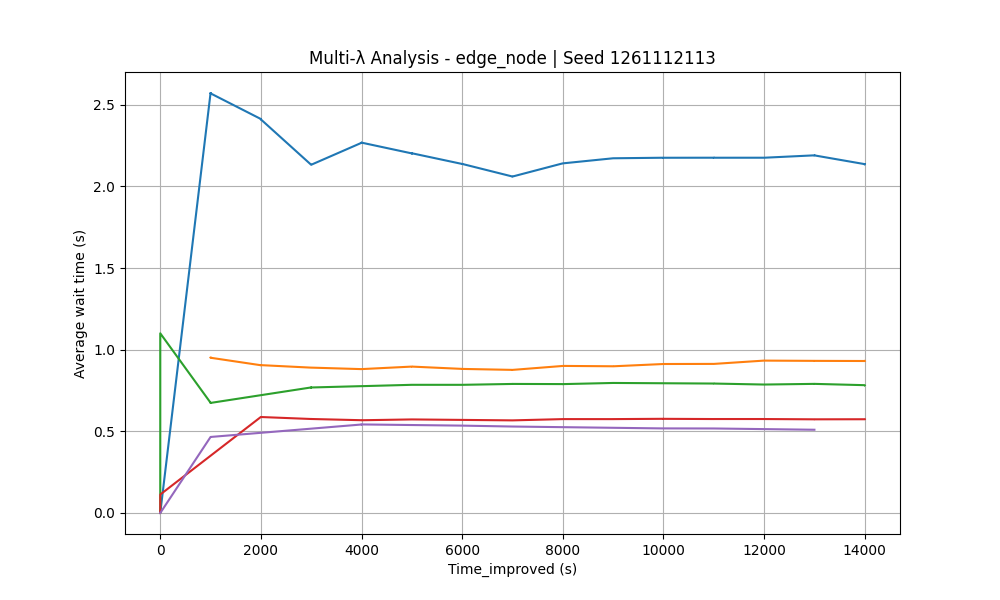 Multi-λ Analysis - edge_node | Seed 1261112113
Average wait time (s)
2.5
2.0
1.5
1.0
0.5
0.0
0 2000 4000 6000 8000 10000 12000 14000
Time_improved (s)